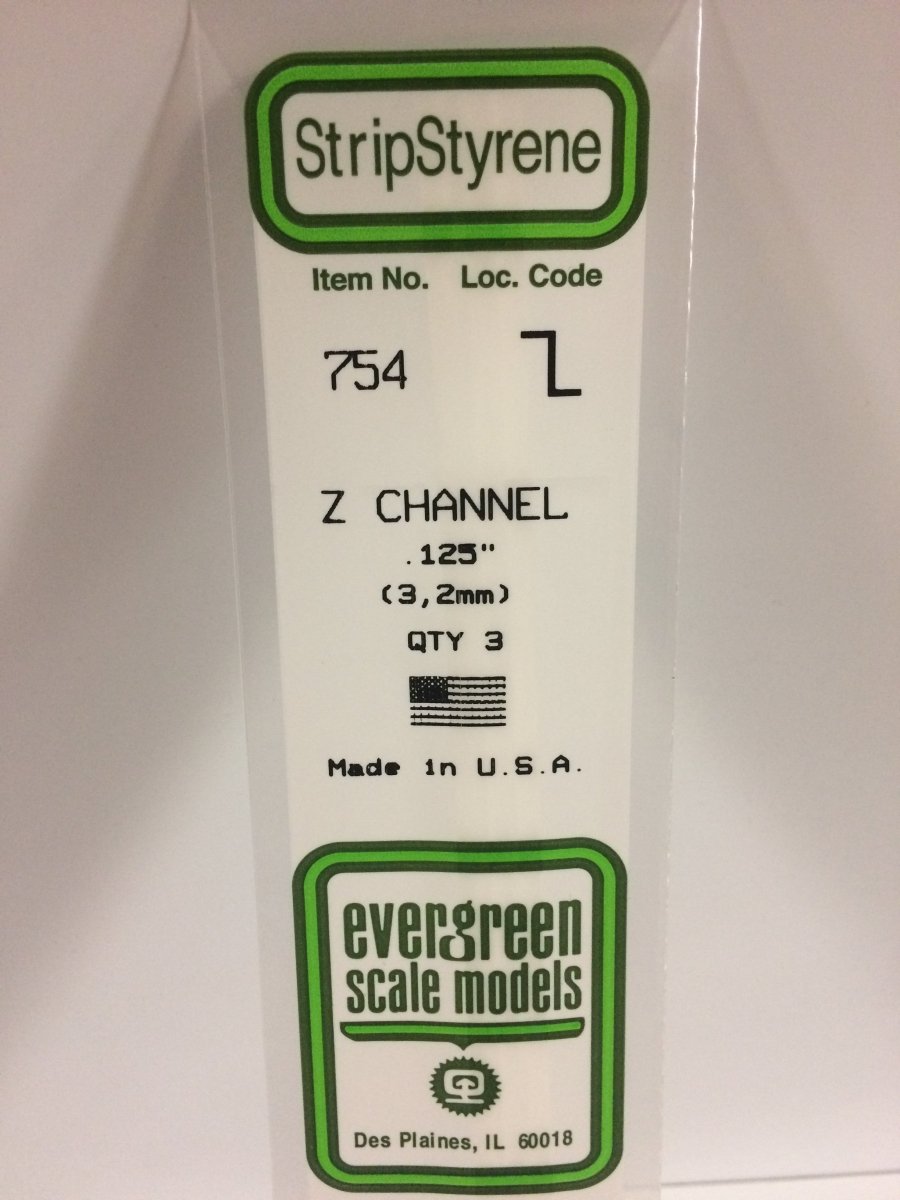 StripStyrene
Item No. Loc. Code
754
Z CHANNEL
.125"
(3,2mm)
QTY 3
Made in U.S.A.
evergreen
scale models
Des Plaines, IL 60018